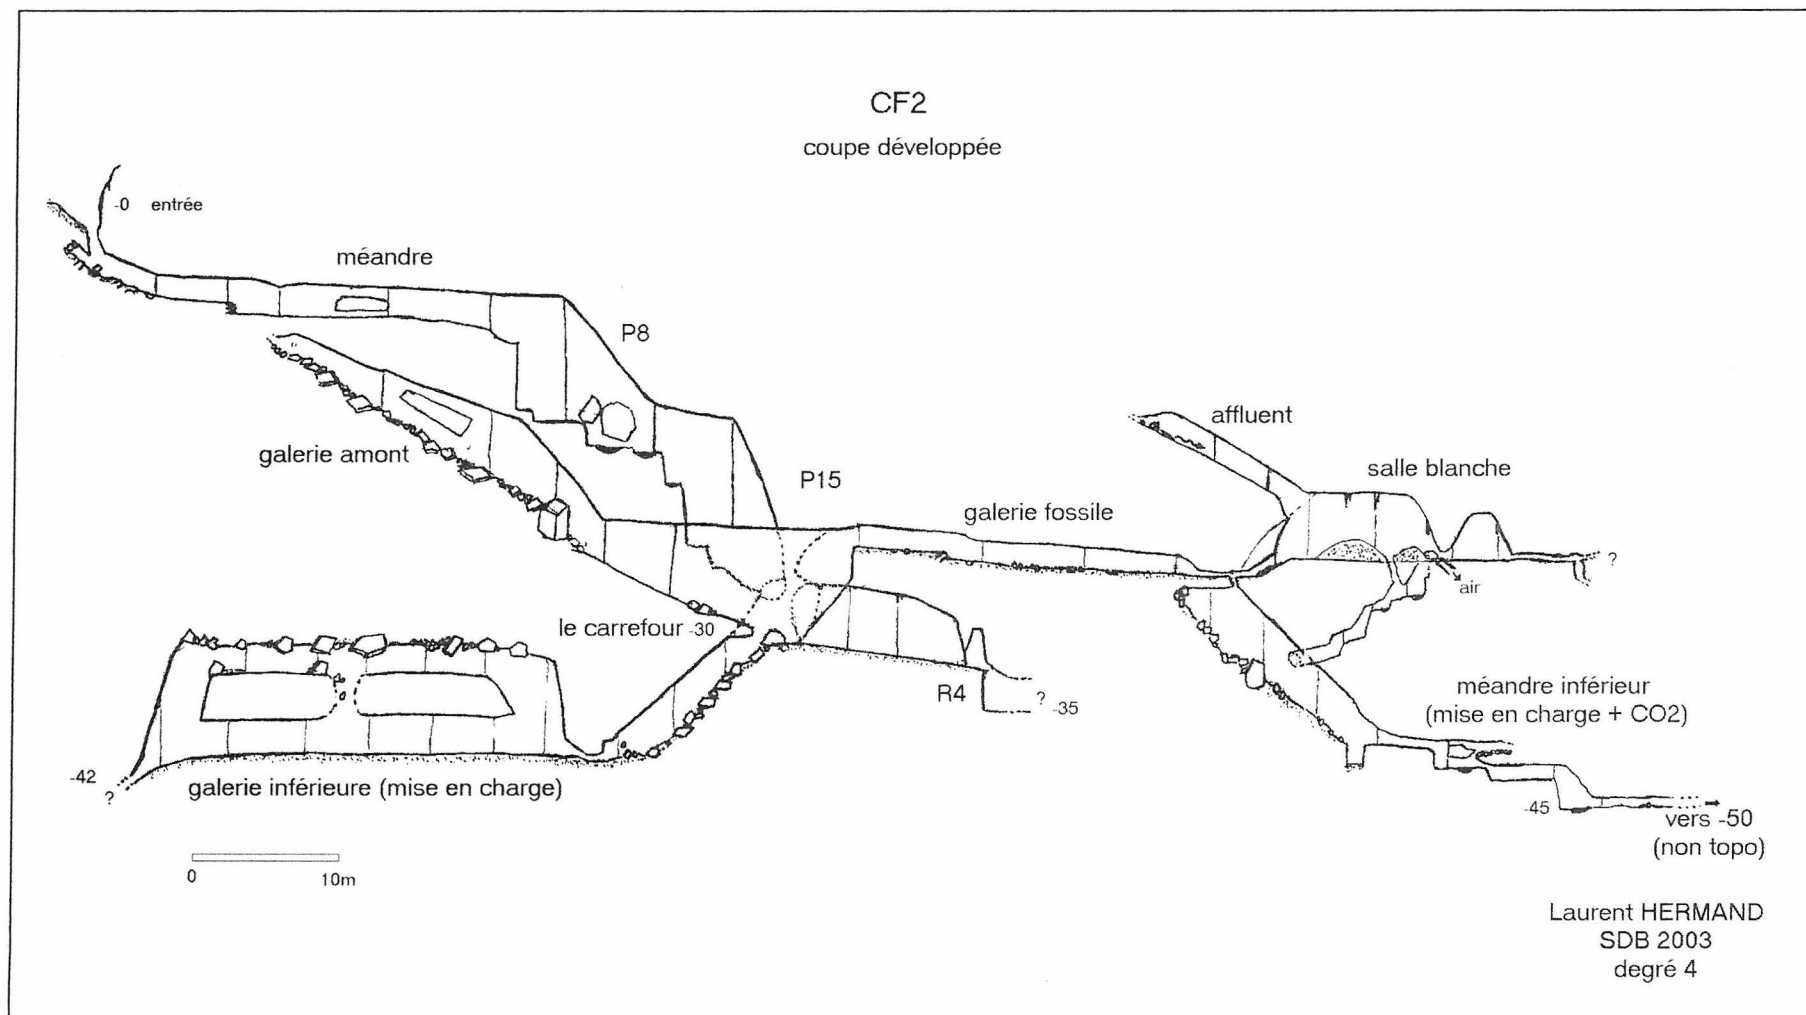 CF2
coupe développée
-0 entrée
méandre
P8
affluent
galerie amont
salle blanche
P15
galerie fossile
?
air
le carrefour -30
R4
? -35
méandre inférieur
(mise en charge + CO2)
-42
?
galerie inférieure (mise en charge)
-45
vers -50
(non topo)
0 10m
Laurent HERMAND
SDB 2003
degré 4